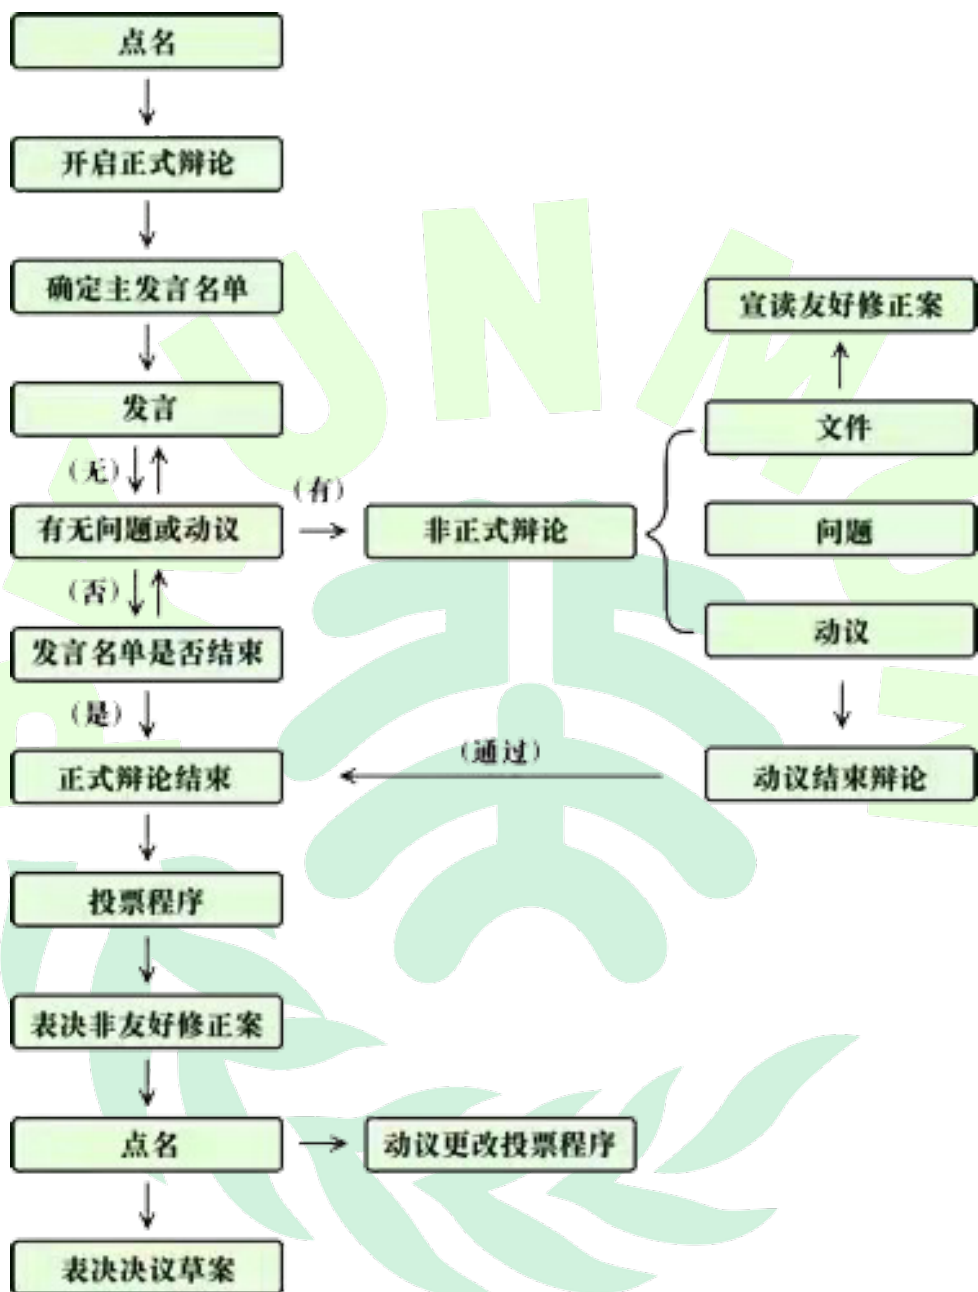 点名
开启正式辩论
确定主发言名单
发言
(无)
有无问题或动议
(有)
非正式辩论
宣读友好修正案
文件
问题
动议
(否)
发言名单是否结束
(是)
正式辩论结束
(通过)
动议结束辩论
投票程序
表决非友好修正案
点名
动议更改投票程序
表决决议草案